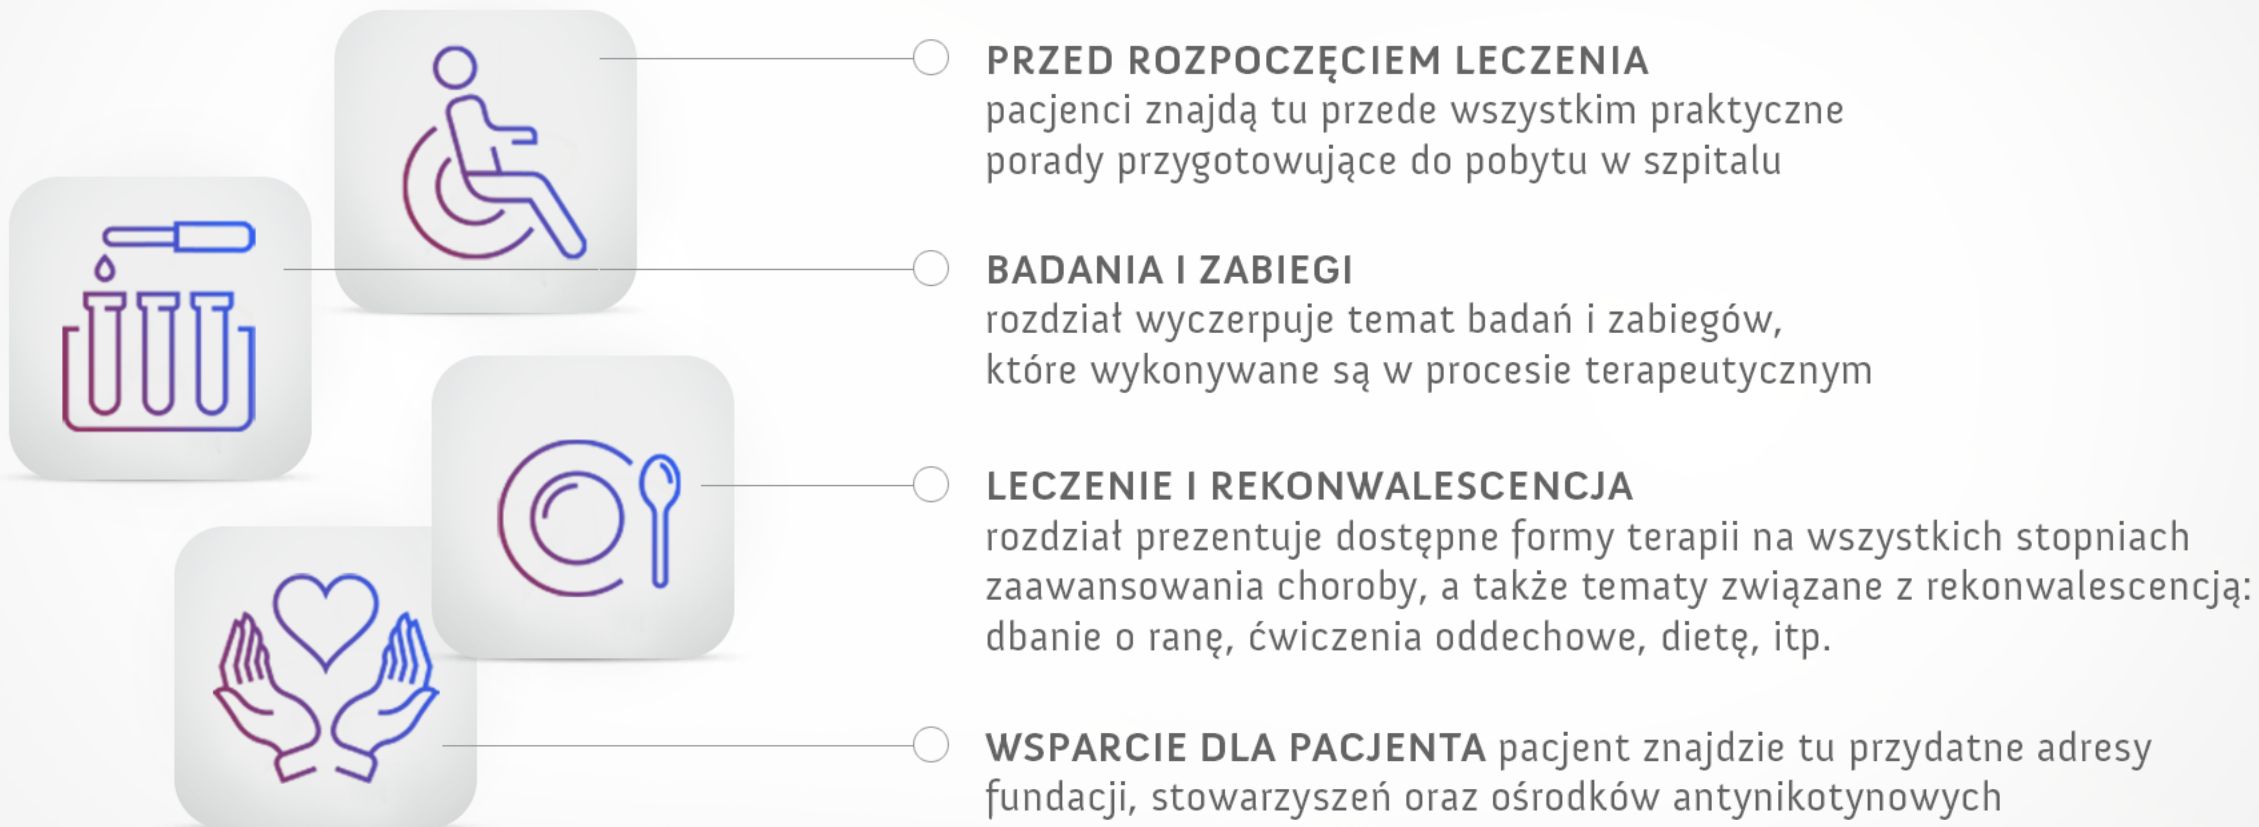 PRZED ROZPOCZĘCIEM LECZENIA
pacjenci znajdą tu przede wszystkim praktyczne
porady przygotowujące do pobytu w szpitalu
BADANIA I ZABIEGI
rozdział wyczerpuje temat badań i zabiegów,
które wykonywane są w procesie terapeutycznym
LECZENIE I REKONWALESCENCJA
rozdział prezentuje dostępne formy terapii na wszystkich stopniach
zaawansowania choroby, a także tematy związane z rekonwalescencją:
dbanie o ranę, ćwiczenia oddechowe, dietę, itp.
WSPARCIE DLA PACJENTA pacjent znajdzie tu przydatne adresy
fundacji, stowarzyszeń oraz ośrodków antynikotynowych